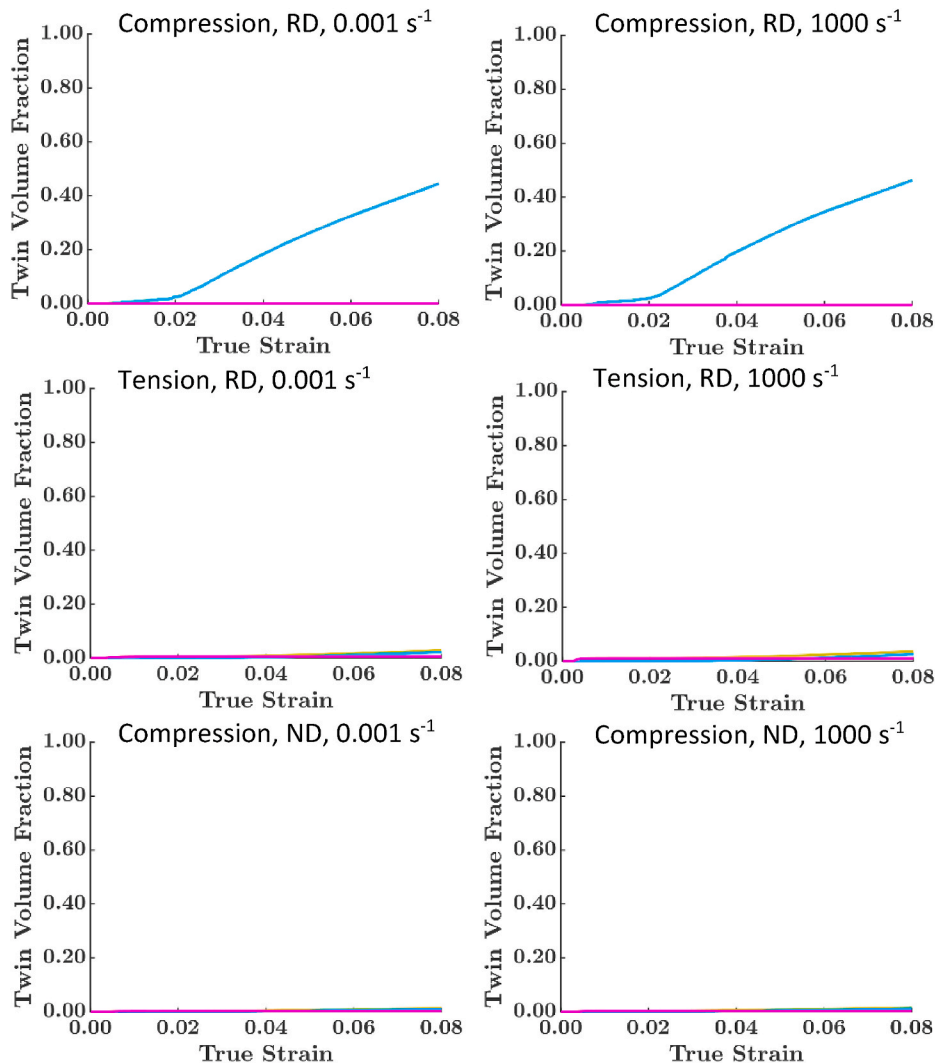 Compression, RD, 0.001 s⁻¹
Twin Volume Fraction
1.00
0.80
0.60
0.40
0.20
0.00
0.00 0.02 0.04 0.06 0.08
True Strain
Compression, RD, 1000 s⁻¹
Twin Volume Fraction
1.00
0.80
0.60
0.40
0.20
0.00
0.00 0.02 0.04 0.06 0.08
True Strain
Tension, RD, 0.001 s⁻¹
Twin Volume Fraction
1.00
0.80
0.60
0.40
0.20
0.00
0.00 0.02 0.04 0.06 0.08
True Strain
Tension, RD, 1000 s⁻¹
Twin Volume Fraction
1.00
0.80
0.60
0.40
0.20
0.00
0.00 0.02 0.04 0.06 0.08
True Strain
Compression, ND, 0.001 s⁻¹
Twin Volume Fraction
1.00
0.80
0.60
0.40
0.20
0.00
0.00 0.02 0.04 0.06 0.08
True Strain
Compression, ND, 1000 s⁻¹
Twin Volume Fraction
1.00
0.80
0.60
0.40
0.20
0.00
0.00 0.02 0.04 0.06 0.08
True Strain